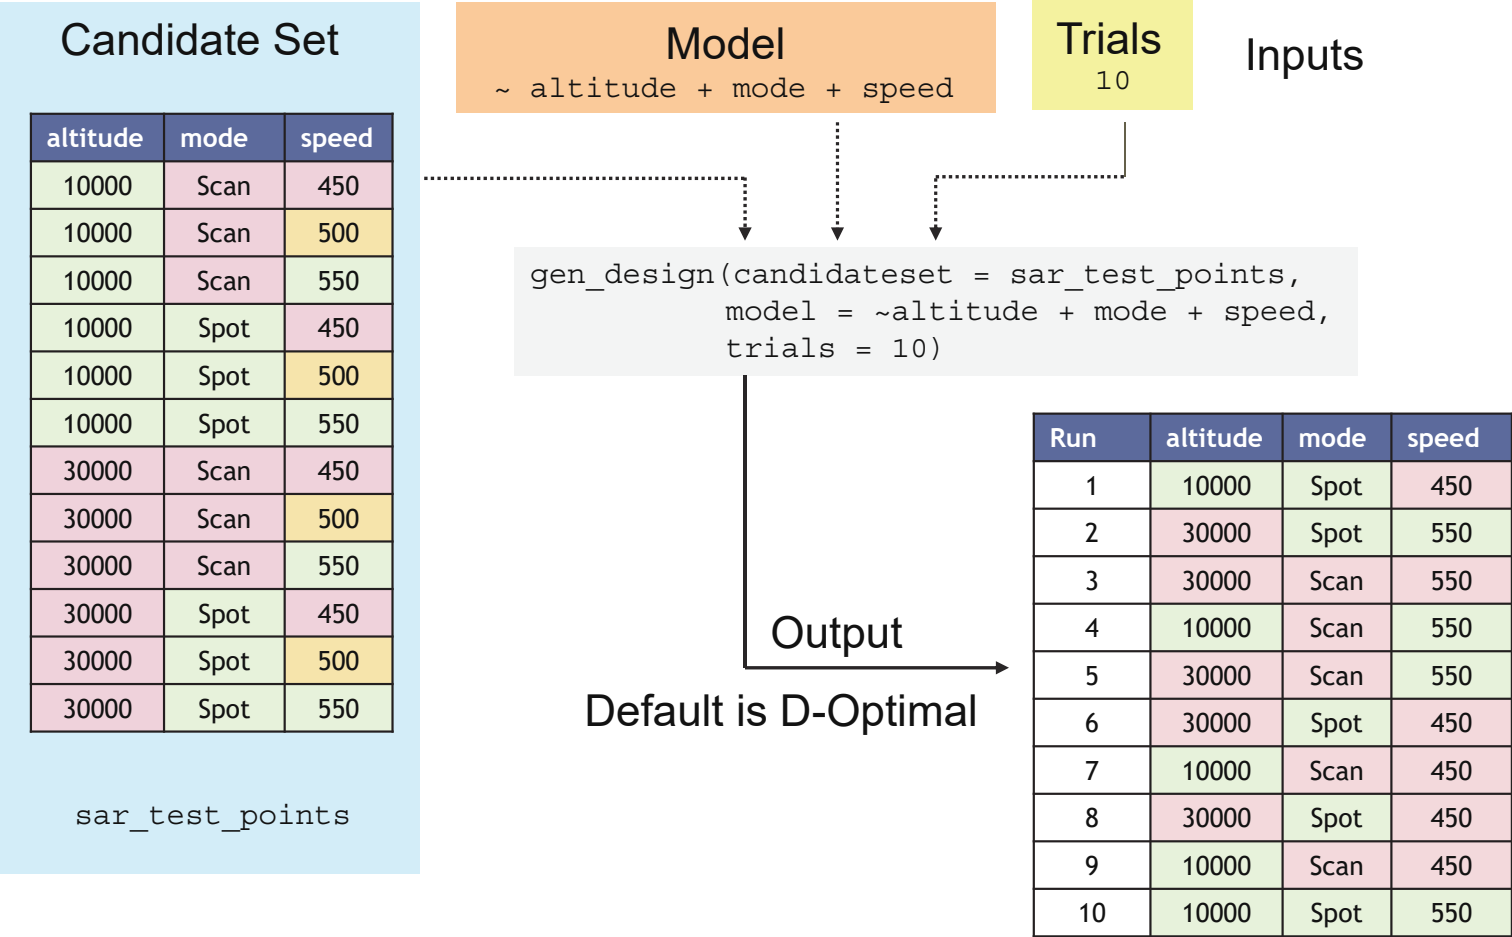 Candidate Set
Model
~ altitude + mode + speed
Trials
10
Inputs
altitude mode speed
10000 Scan 450
10000 Scan 500
10000 Scan 550
10000 Spot 450
10000 Spot 500
10000 Spot 550
30000 Scan 450
30000 Scan 500
30000 Scan 550
30000 Spot 450
30000 Spot 500
30000 Spot 550
sar_test_points
gen_design(candidateset = sar_test_points,
model = ~altitude + mode + speed,
trials = 10)
Output
Default is D-Optimal
Run altitude mode speed
1 10000 Spot 450
2 30000 Spot 550
3 30000 Scan 550
4 10000 Scan 550
5 30000 Scan 550
6 30000 Spot 450
7 10000 Scan 450
8 30000 Spot 450
9 10000 Scan 450
10 10000 Spot 550